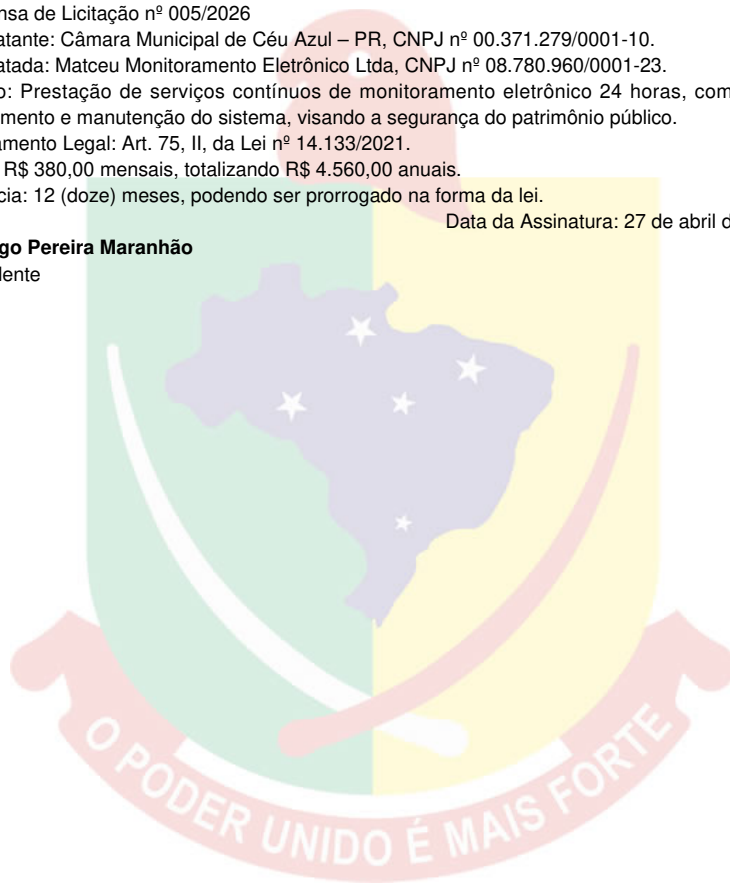 nsa de Licitação nº 005/2026
atante: Câmara Municipal de Céu Azul – PR, CNPJ nº 00.371.279/0001-10.
atada: Matceu Monitoramento Eletrônico Ltda, CNPJ nº 08.780.960/0001-23.
o: Prestação de serviços contínuos de monitoramento eletrônico 24 horas, com
mento e manutenção do sistema, visando a segurança do patrimônio público.
amento Legal: Art. 75, II, da Lei nº 14.133/2021.
R$ 380,00 mensais, totalizando R$ 4.560,00 anuais.
cia: 12 (doze) meses, podendo ser prorrogado na forma da lei.
Data da Assinatura: 27 de abril d
go Pereira Maranhão
dente
O PODER UNIDO É MAIS FORTE